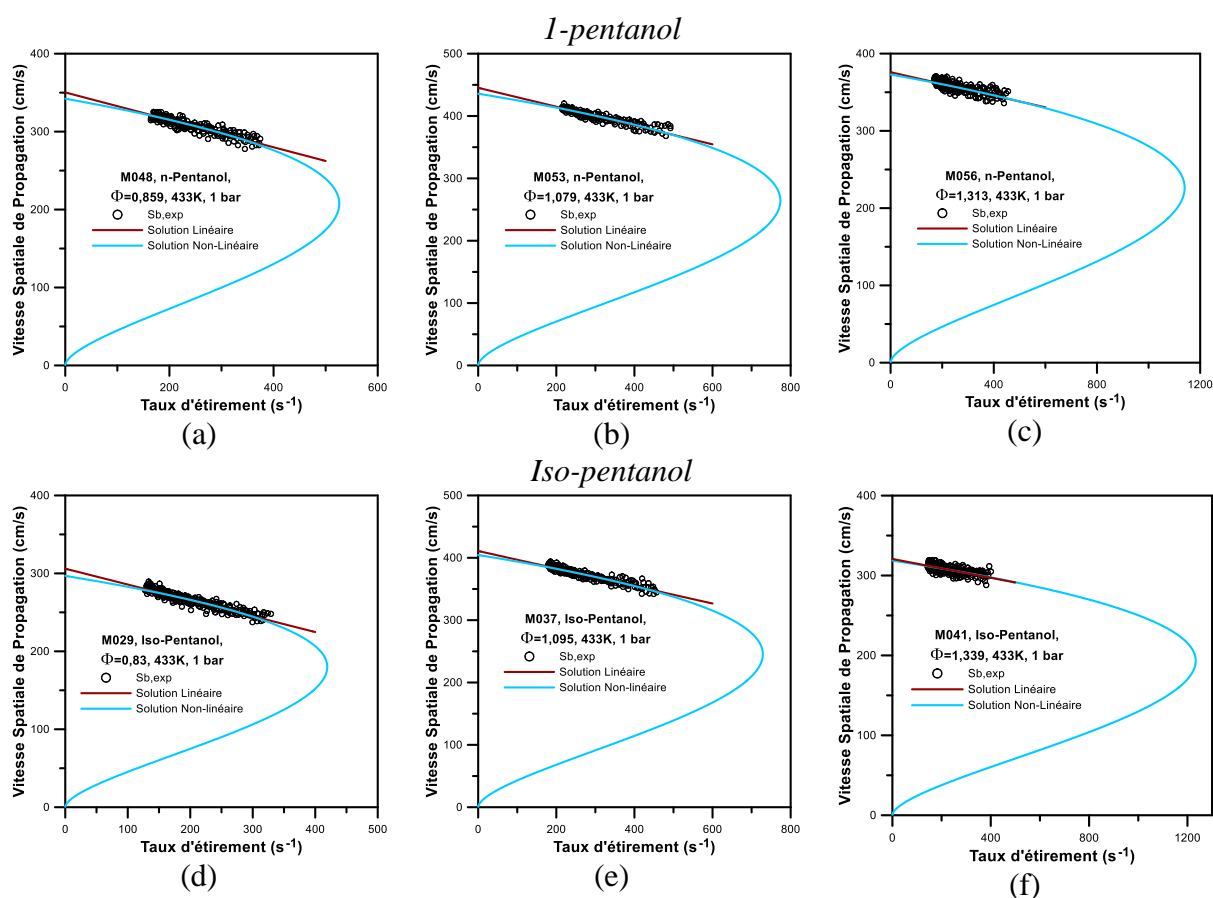 1-pentanol
Vitesse Spatiale de Propagation (cm/s)
400
300
200
100
0
M048, n-Pentanol,
Φ=0,859, 433K, 1 bar
Sb,exp
Solution Linéaire
Solution Non-Linéaire
0 200 400 600
Taux d'étirement (s-1)
(a)
Vitesse Spatiale de Propagation (cm/s)
500
400
300
200
100
0
M053, n-Pentanol,
Φ=1,079, 433K, 1 bar
Sb,exp
Solution Linéaire
Solution Non-Linéaire
0 200 400 600 800
Taux d'étirement (s-1)
(b)
Vitesse Spatiale de Propagation (cm/s)
400
300
200
100
0
M056, n-Pentanol,
Φ=1,313, 433K, 1 bar
Sb,exp
Solution Linéaire
Solution Non-Linéaire
0 400 800 1200
Taux d'étirement (s-1)
(c)
Iso-pentanol
Vitesse Spatiale de Propagation (cm/s)
400
300
200
100
0
M029, Iso-Pentanol,
Φ=0,83, 433K, 1 bar
Sb,exp
Solution Linéaire
Solution Non-linéaire
0 100 200 300 400 500
Taux d'étirement (s-1)
(d)
Vitesse Spatiale de Propagation (cm/s)
500
400
300
200
100
0
M037, Iso-Pentanol,
Φ=1,095, 433K, 1 bar
Sb,exp
Solution Linéaire
Solution Non-linéaire
0 200 400 600 800
Taux d'étirement (s-1)
(e)
Vitesse Spatiale de Propagation (cm/s)
400
300
200
100
0
M041, Iso-Pentanol,
Φ=1,339, 433K, 1 bar
Sb,exp
Solution Linéaire
Solution Non-Linéaire
0 400 800 1200
Taux d'étirement (s-1)
(f)